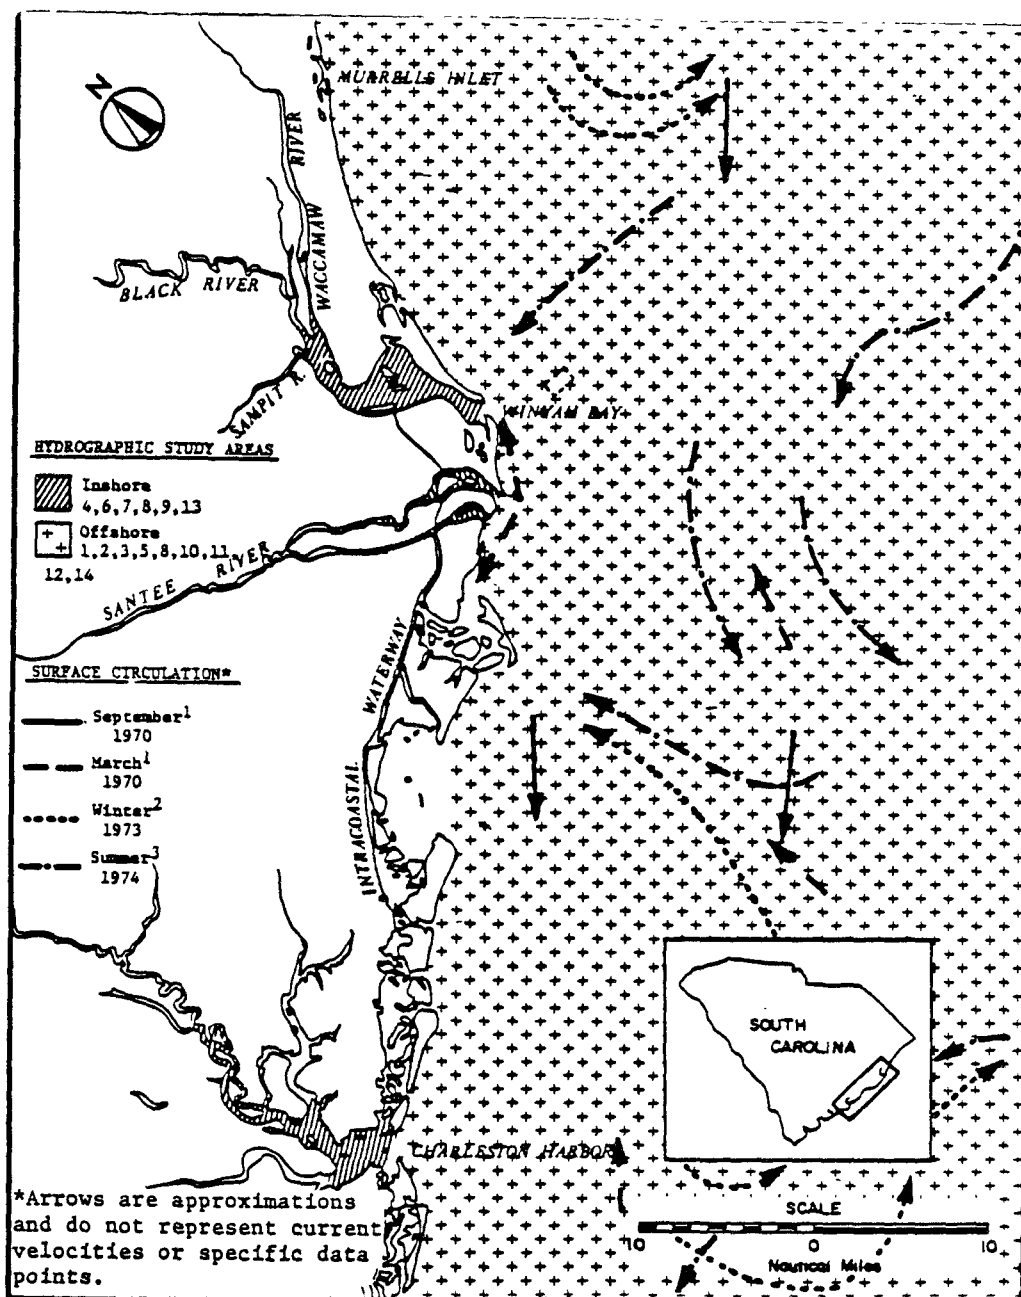 N
MURRELLS INLET
WACCAMAW RIVER
BLACK RIVER
SAMPIT R.
WINYAH BAY
HYDROGRAPHIC STUDY AREAS
Inshore
4,6,7,8,9,13
Offshore
1,2,3,5,8,10,11,
12,14
SANTEE RIVER
SURFACE CIRCULATION*
September1
1970
March1
1970
Winter2
1973
Summer3
1974
INTRACOASTAL WATERWAY
SOUTH
CAROLINA
CHARLESTON HARBOR
*Arrows are approximations
and do not represent current
velocities or specific data
points.
SCALE
10 0 10
Nautical Miles